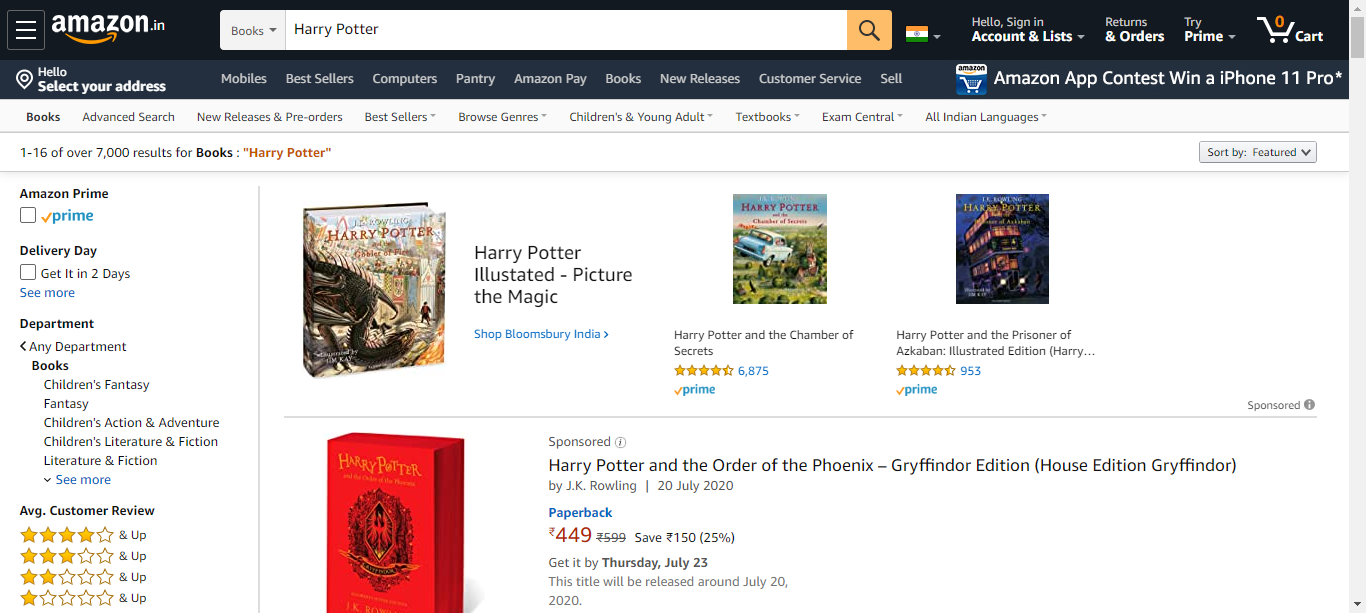 amazon.in
Books
Harry Potter
Hello, Sign in
Account & Lists
Returns
& Orders
Try
Prime
0
Cart
Hello
Select your address
Mobiles
Best Sellers
Computers
Pantry
Amazon Pay
Books
New Releases
Customer Service
Sell
amazon
Amazon App Contest Win a iPhone 11 Pro*
Books
Advanced Search
New Releases & Pre-orders
Best Sellers
Browse Genres
Children's & Young Adult
Textbooks
Exam Central
All Indian Languages
1-16 of over 7,000 results for Books : "Harry Potter"
Sort by: Featured
Amazon Prime
prime
Delivery Day
Get It in 2 Days
See more
Department
Any Department
Books
Children's Fantasy
Fantasy
Children's Action & Adventure
Children's Literature & Fiction
Literature & Fiction
See more
Avg. Customer Review
& Up
& Up
& Up
& Up
J.K. ROWLING
HARRY POTTER
and the
Goblet of Fire
Illustrated by
JIM KAY
Harry Potter
Illustated - Picture
the Magic
Shop Bloomsbury India
J.K. ROWLING
HARRY POTTER
and the
Chamber of Secrets
Harry Potter and the Chamber of
Secrets
6,875
prime
J.K. ROWLING
HARRY POTTER
Prisoner of Azkaban
Illustrated by
JIM KAY
Harry Potter and the Prisoner of
Azkaban: Illustrated Edition (Harry...
953
prime
Sponsored
HARRY POTTER
and the Order of the Phoenix
GRYFFINDOR
J.K. ROWL
Sponsored
Harry Potter and the Order of the Phoenix – Gryffindor Edition (House Edition Gryffindor)
by J.K. Rowling | 20 July 2020
Paperback
₹449 ₹599 Save ₹150 (25%)
Get it by Thursday, July 23
This title will be released around July 20,
2020.